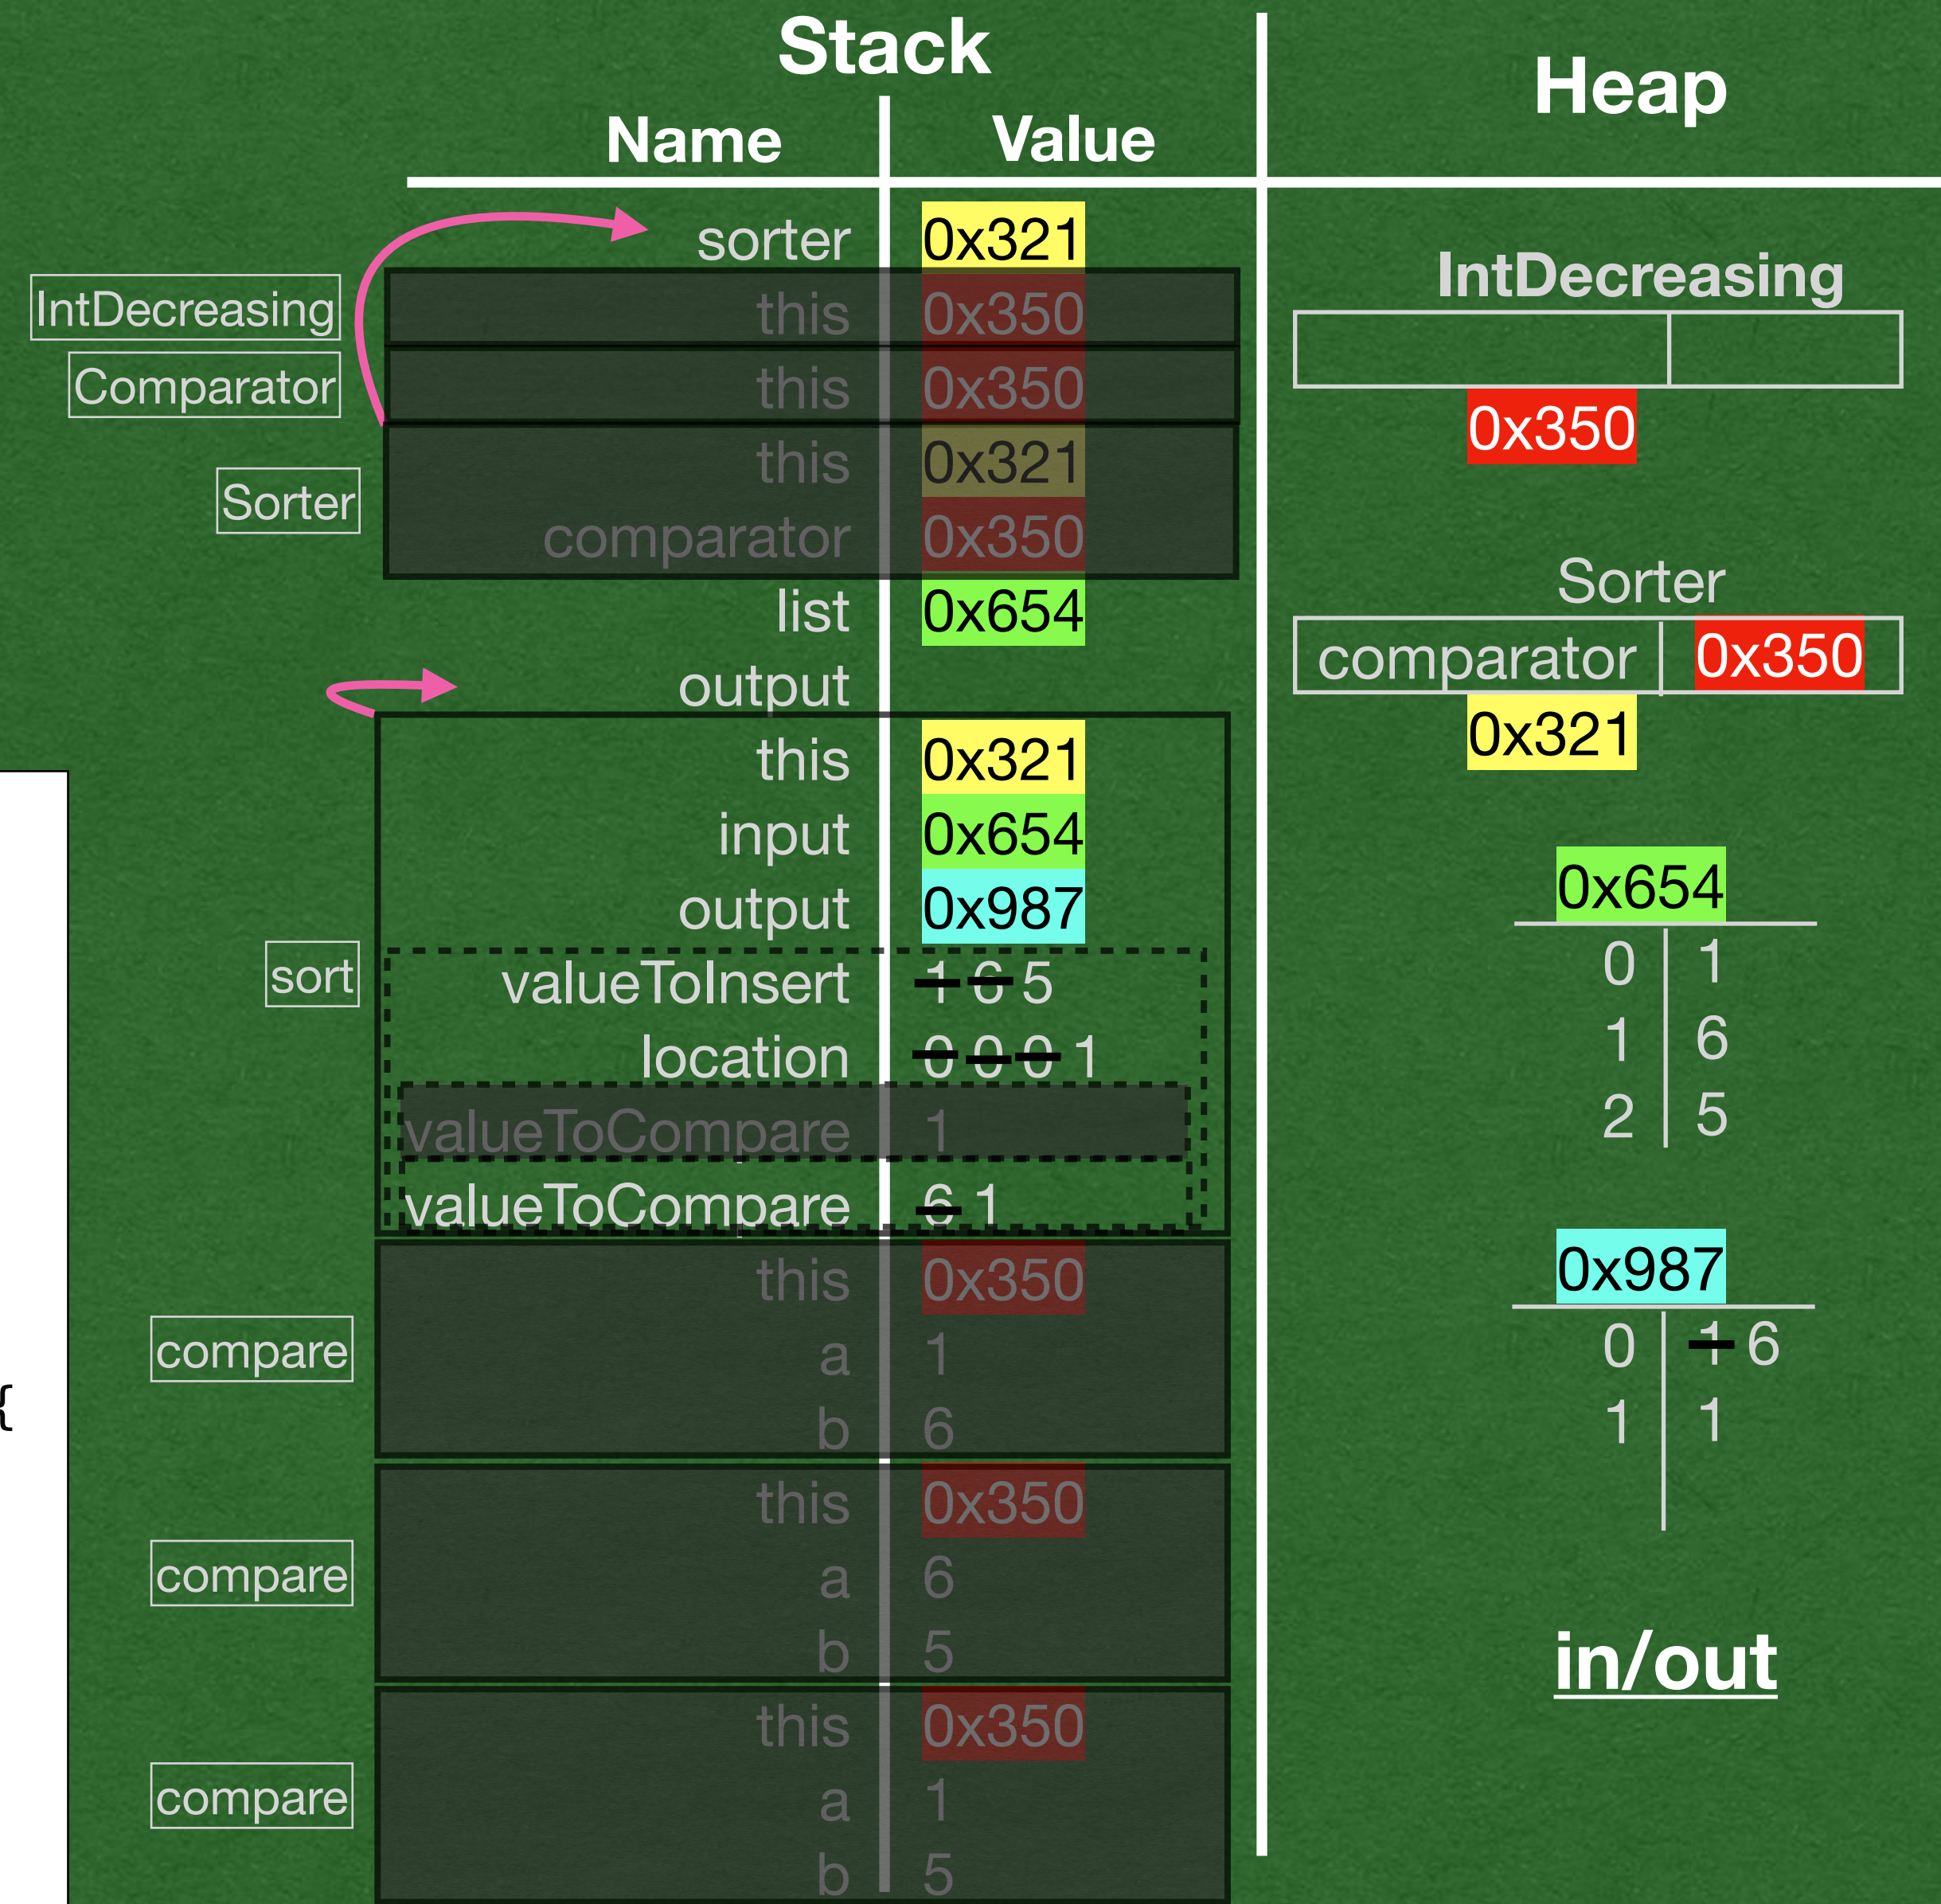 Stack
Heap
Name Value
sorter 0x321
IntDecreasing
IntDecreasing this 0x350
Comparator this 0x350
0x350
this 0x321
Sorter
comparator 0x350
Sorter
list 0x654
comparator 0x350
output
0x321
this 0x321
input 0x654
0x654
output 0x987
sort valueToInsert 1 6 5
0 1
location 0 0 0 1
1 6
valueToCompare 1
2 5
valueToCompare 6 1
this 0x350
0x987
compare a 1
0 1 6
{
b 6
1 1
this 0x350
compare a 6
b 5
in/out
this 0x350
compare a 1
b 5